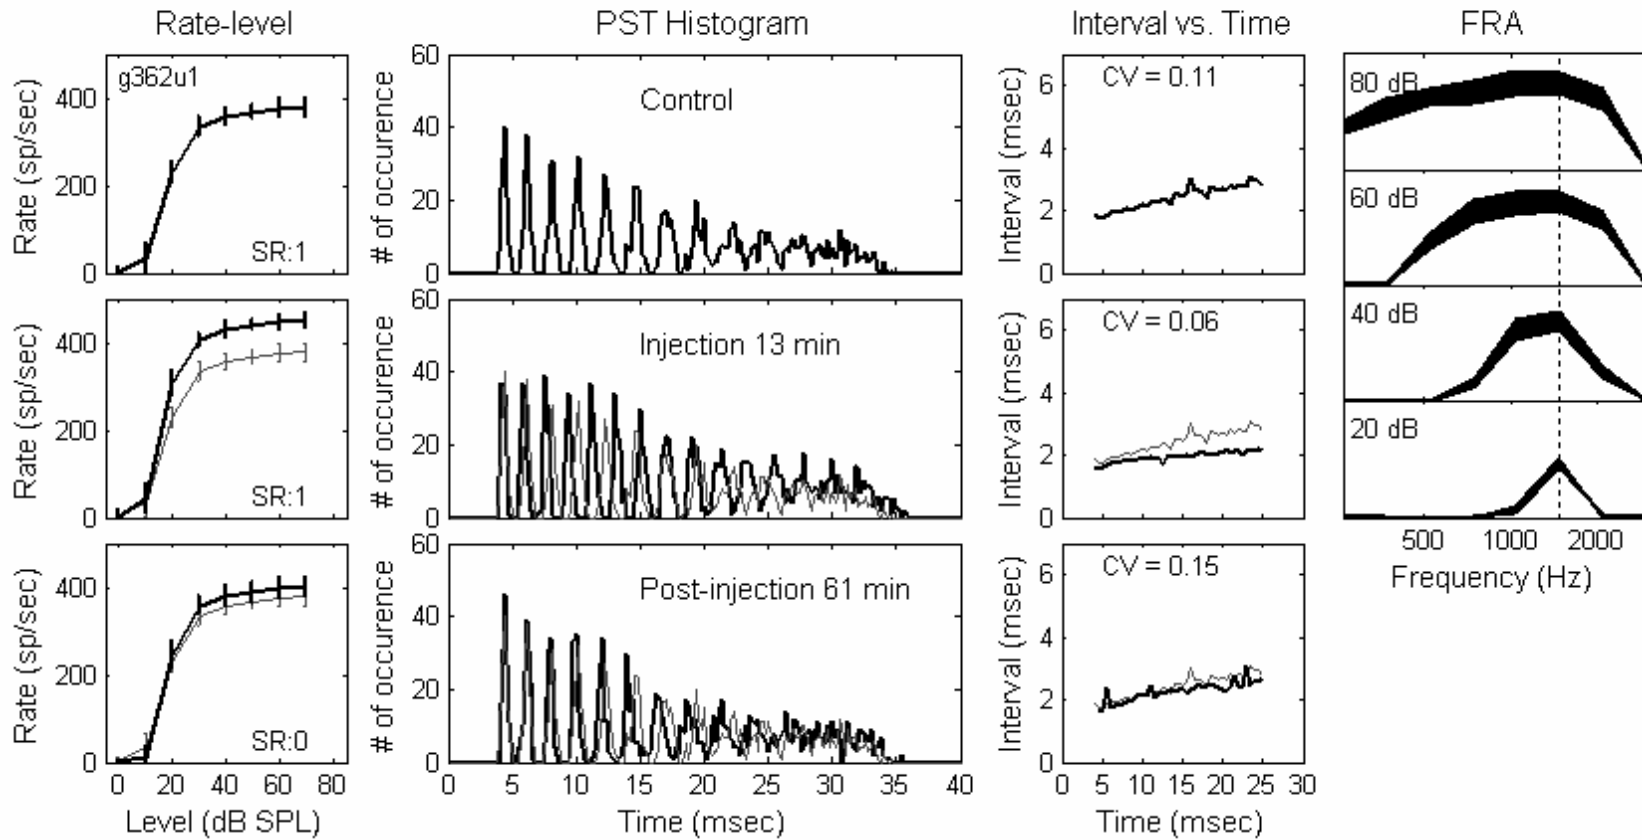 Rate-level
PST Histogram
Interval vs. Time
FRA
Rate (sp/sec)
400
200
0
g362u1
SR:1
# of occurence
60
40
20
0
Control
Interval (msec)
6
4
2
0
CV = 0.11
80 dB
60 dB
40 dB
20 dB
500 1000 2000
Frequency (Hz)
Rate (sp/sec)
400
200
0
SR:1
# of occurence
60
40
20
0
Injection 13 min
Interval (msec)
6
4
2
0
CV = 0.06
Rate (sp/sec)
400
200
0
SR:0
0 20 40 60 80
Level (dB SPL)
# of occurence
60
40
20
0
Post-injection 61 min
0 5 10 15 20 25 30 35 40
Time (msec)
Interval (msec)
6
4
2
0
CV = 0.15
0 5 10 15 20 25 30
Time (msec)